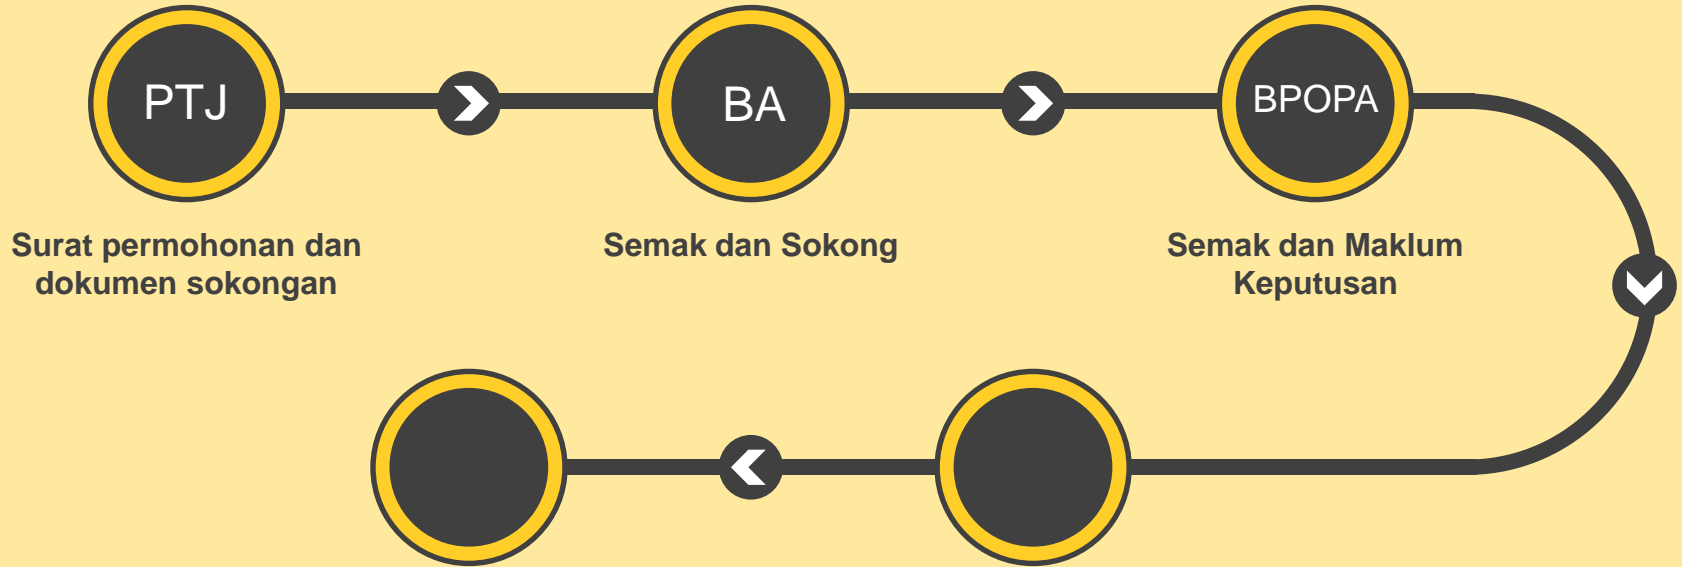 PTJ
BA
BPOPA
Surat permohonan dan
dokumen sokongan
Semak dan Sokong
Semak dan Maklum
Keputusan